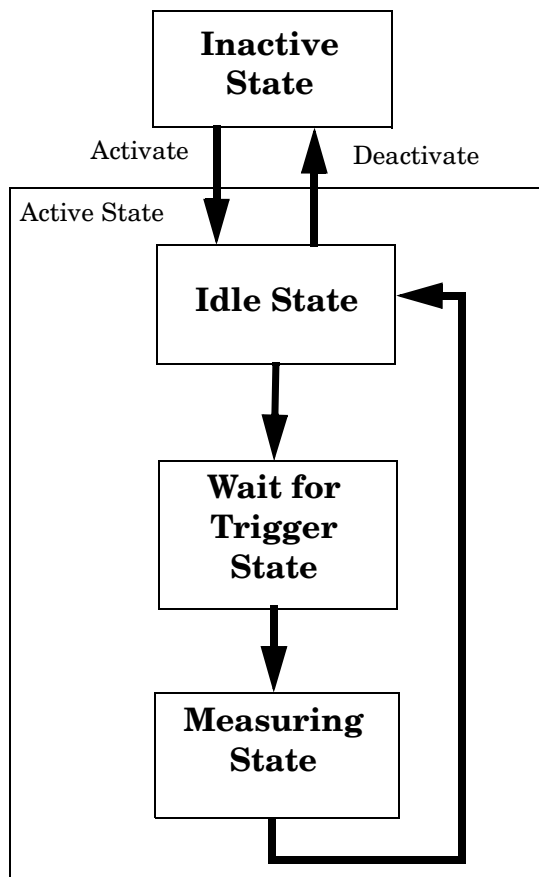 Inactive
State
Activate
Deactivate
Active State
Idle State
Wait for
Trigger
State
Measuring
State